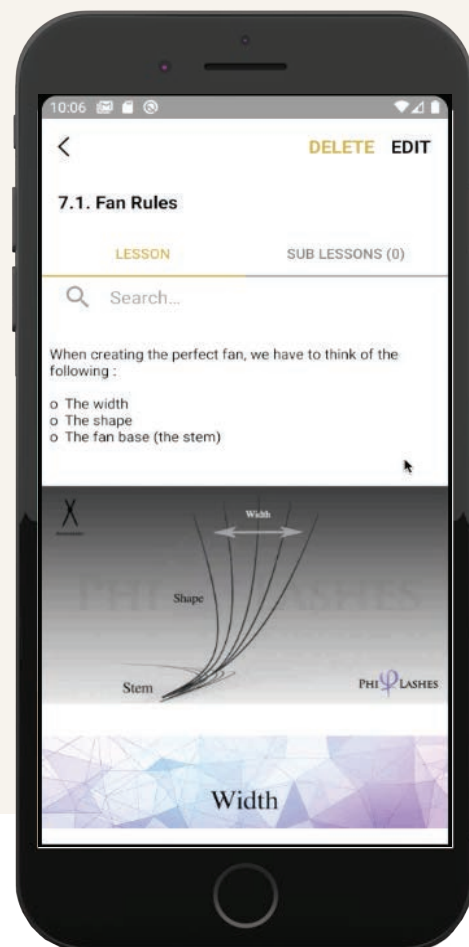 10:06
DELETE EDIT
7.1. Fan Rules
LESSON SUB LESSONS (0)
Search...
When creating the perfect fan, we have to think of the
following :
o The width
o The shape
o The fan base (the stem)
Width
PHI LASHES
Shape
Stem
PHI LASHES
Width